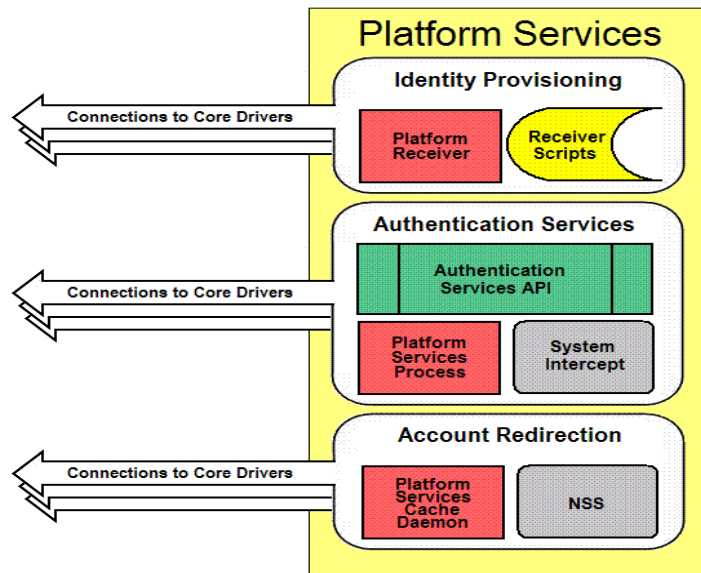 Platform Services
Identity Provisioning
Connections to Core Drivers
Platform
Receiver
Receiver
Scripts
Authentication Services
Authentication
Services API
Connections to Core Drivers
Platform
Services
Process
System
Intercept
Account Redirection
Connections to Core Drivers
Platform
Services
Cache
Daemon
NSS